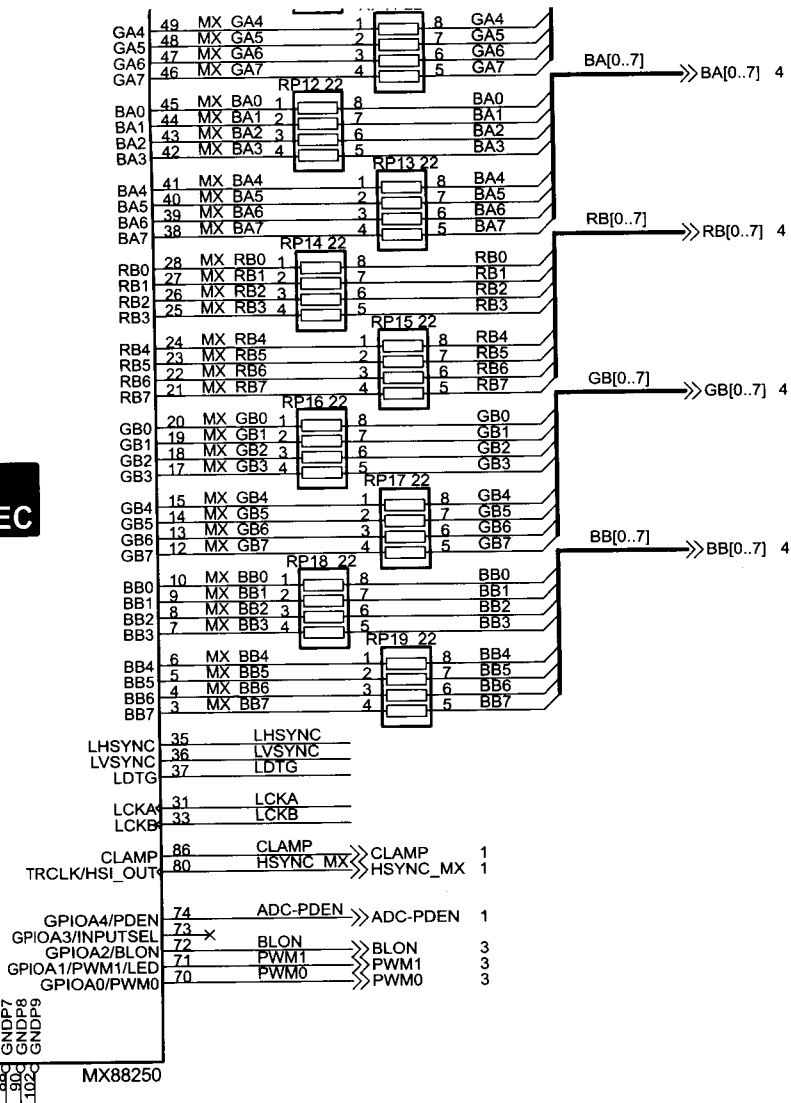 GA4 49 MX GA4 1 8 GA4
GA5 48 MX GA5 2 7 GA5
GA6 47 MX GA6 3 6 GA6
GA7 46 MX GA7 4 5 GA7
BA[0..7] BA[0..7] 4
RP12 22
BA0 45 MX BA0 1 8 BA0
BA1 44 MX BA1 2 7 BA1
BA2 43 MX BA2 3 6 BA2
BA3 42 MX BA3 4 5 BA3
RP13 22
BA4 41 MX BA4 1 8 BA4
BA5 40 MX BA5 2 7 BA5
BA6 39 MX BA6 3 6 BA6
BA7 38 MX BA7 4 5 BA7
RB[0..7] RB[0..7] 4
RP14 22
RB0 28 MX RB0 1 8 RB0
RB1 27 MX RB1 2 7 RB1
RB2 26 MX RB2 3 6 RB2
RB3 25 MX RB3 4 5 RB3
RP15 22
RB4 24 MX RB4 1 8 RB4
RB5 23 MX RB5 2 7 RB5
RB6 22 MX RB6 3 6 RB6
RB7 21 MX RB7 4 5 RB7
GB[0..7] GB[0..7] 4
RP16 22
GB0 20 MX GB0 1 8 GB0
GB1 19 MX GB1 2 7 GB1
GB2 18 MX GB2 3 6 GB2
GB3 17 MX GB3 4 5 GB3
RP17 22
EC
GB4 15 MX GB4 1 8 GB4
GB5 14 MX GB5 2 7 GB5
GB6 13 MX GB6 3 6 GB6
GB7 12 MX GB7 4 5 GB7
BB[0..7] BB[0..7] 4
RP18 22
BB0 10 MX BB0 1 8 BB0
BB1 9 MX BB1 2 7 BB1
BB2 8 MX BB2 3 6 BB2
BB3 7 MX BB3 4 5 BB3
RP19 22
BB4 6 MX BB4 1 8 BB4
BB5 5 MX BB5 2 7 BB5
BB6 4 MX BB6 3 6 BB6
BB7 3 MX BB7 4 5 BB7
LHSYNC 35 LHSYNC
LVSYNC 36 LVSYNC
LDTG 37 LDTG
LCKA 31 LCKA
LCKB 33 LCKB
CLAMP 86 CLAMP CLAMP 1
TRCLK/HSI_OUT 80 HSYNC MX HSYNC_MX 1
GPIOA4/PDEN 74 ADC-PDEN ADC-PDEN 1
GPIOA3/INPUTSEL 73
GPIOA2/BLON 72 BLON BLON 3
GPIOA1/PWM1/LED 71 PWM1 PWM1 3
GPIOA0/PWM0 70 PWM0 PWM0 3
GNDP7
GNDP8 90
GNDP9 102
MX88250